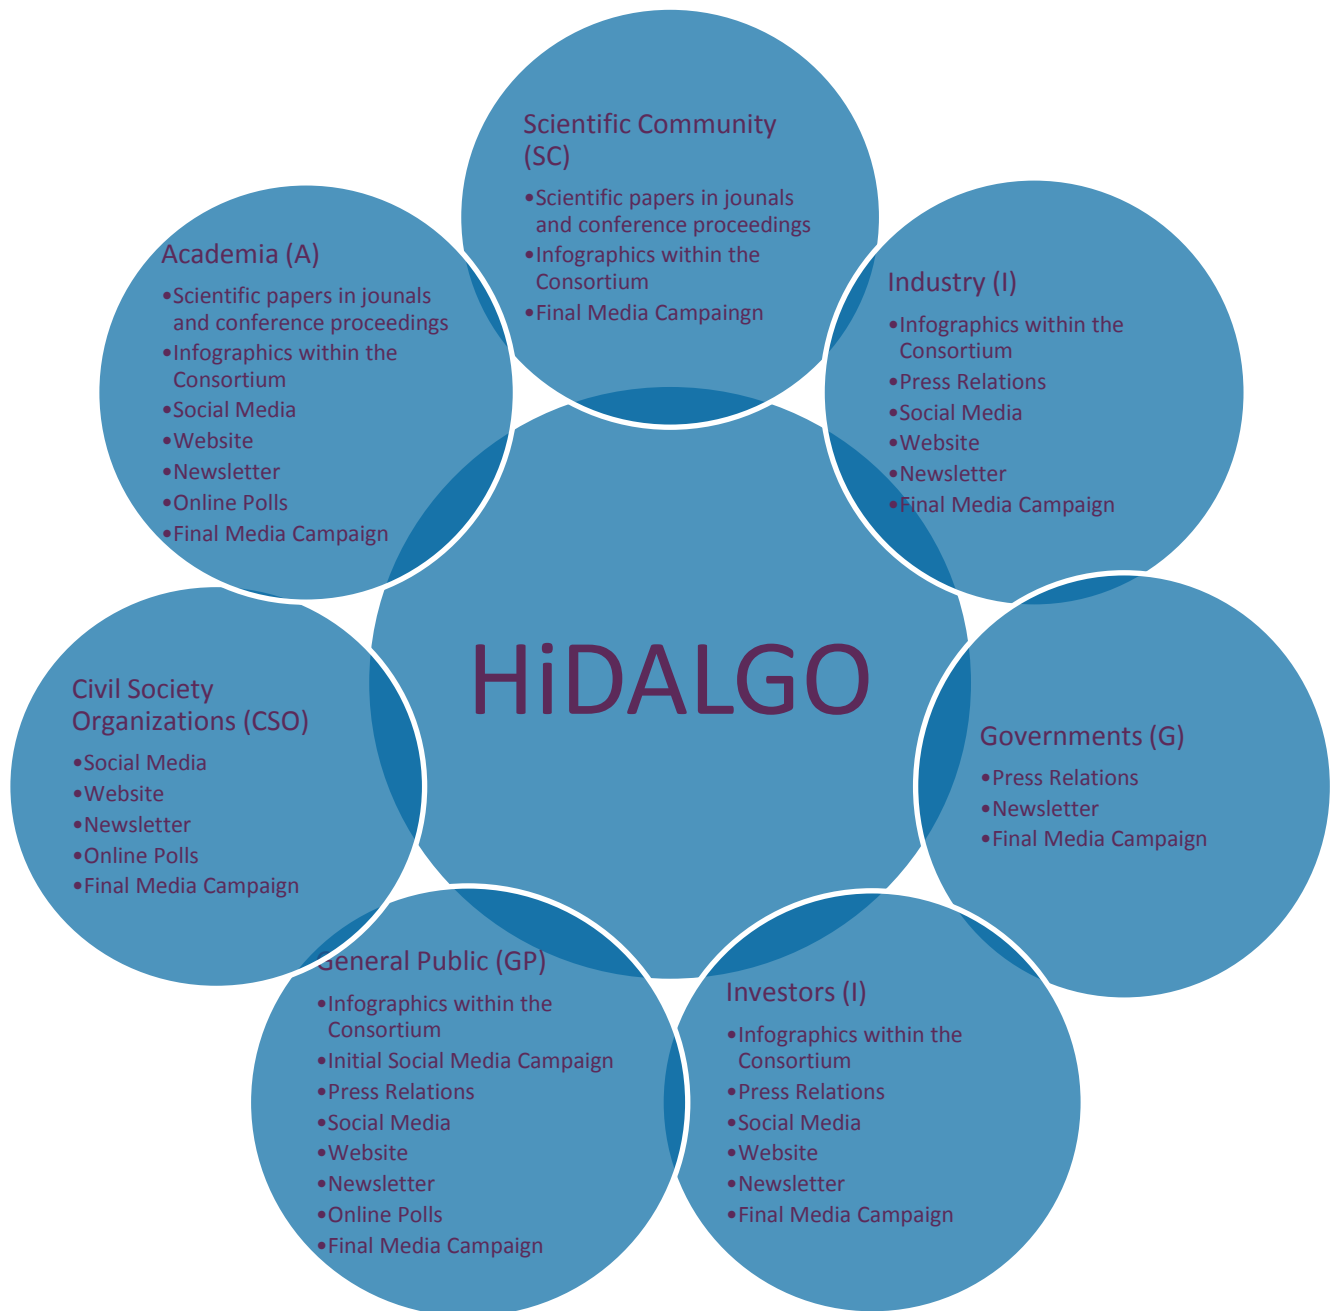 Scientific Community
(SC)
•Scientific papers in jounals
and conference proceedings
•Infographics within the
Consortium
•Final Media Campaingn
Industry (I)
•Infographics within the
Consortium
•Press Relations
•Social Media
•Website
•Newsletter
•Final Media Campaign
Governments (G)
•Press Relations
•Newsletter
•Final Media Campaign
Investors (I)
•Infographics within the
Consortium
•Press Relations
•Social Media
•Website
•Newsletter
•Final Media Campaign
General Public (GP)
•Infographics within the
Consortium
•Initial Social Media Campaign
•Press Relations
•Social Media
•Website
•Newsletter
•Online Polls
•Final Media Campaign
Civil Society
Organizations (CSO)
•Social Media
•Website
•Newsletter
•Online Polls
•Final Media Campaign
Academia (A)
•Scientific papers in jounals
and conference proceedings
•Infographics within the
Consortium
•Social Media
•Website
•Newsletter
•Online Polls
•Final Media Campaign
HiDALGO